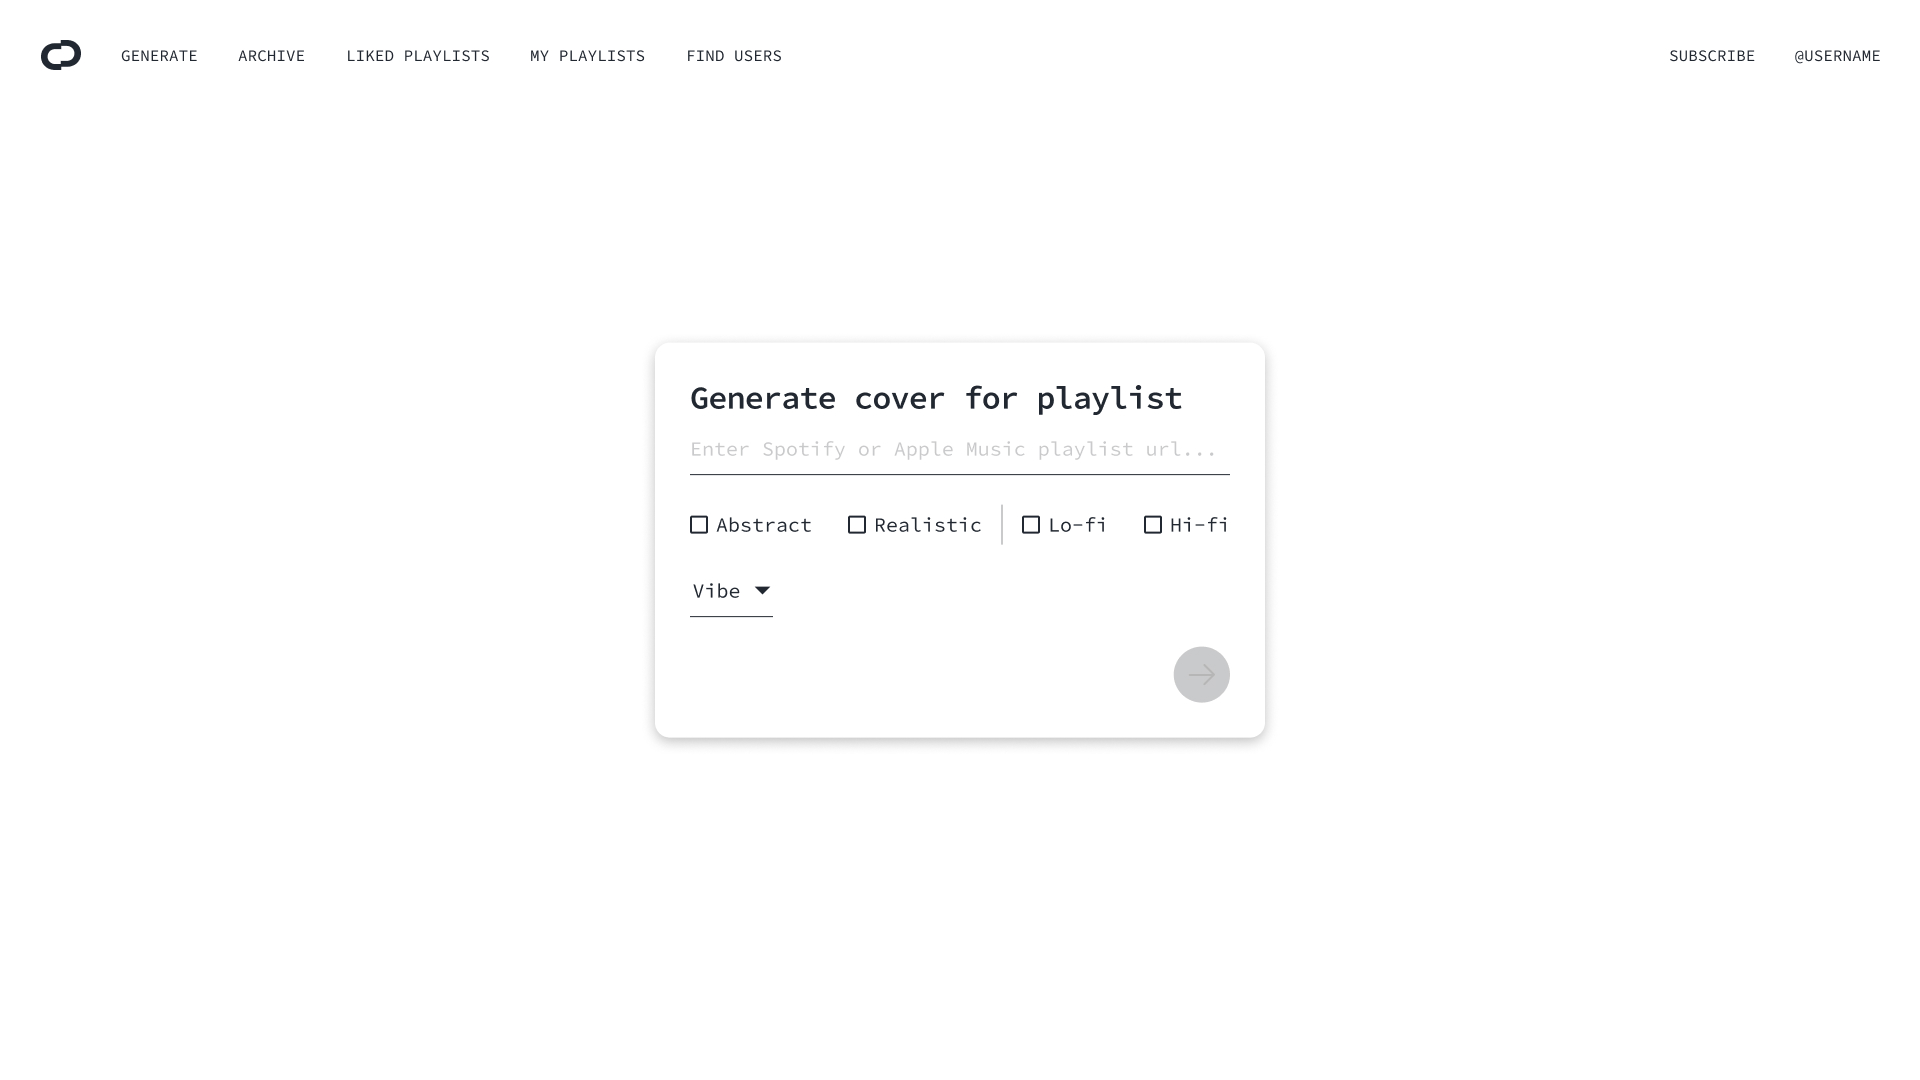 GENERATE ARCHIVE LIKED PLAYLISTS MY PLAYLISTS FIND USERS SUBSCRIBE @USERNAME
Generate cover for playlist
Enter Spotify or Apple Music playlist url...
Abstract Realistic Lo-fi Hi-fi
Vibe